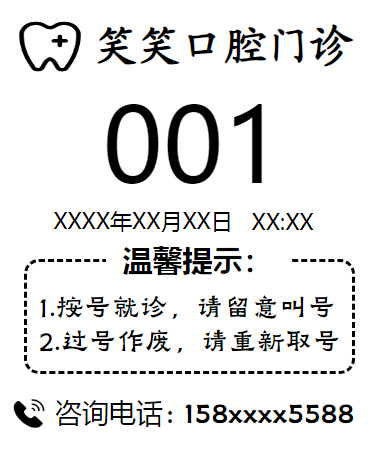 笑笑口腔门诊
001
XXXX年XX月XX日 XX:XX
温馨提示：
1.按号就诊，请留意叫号
2.过号作废，请重新取号
咨询电话：158xxxx5588